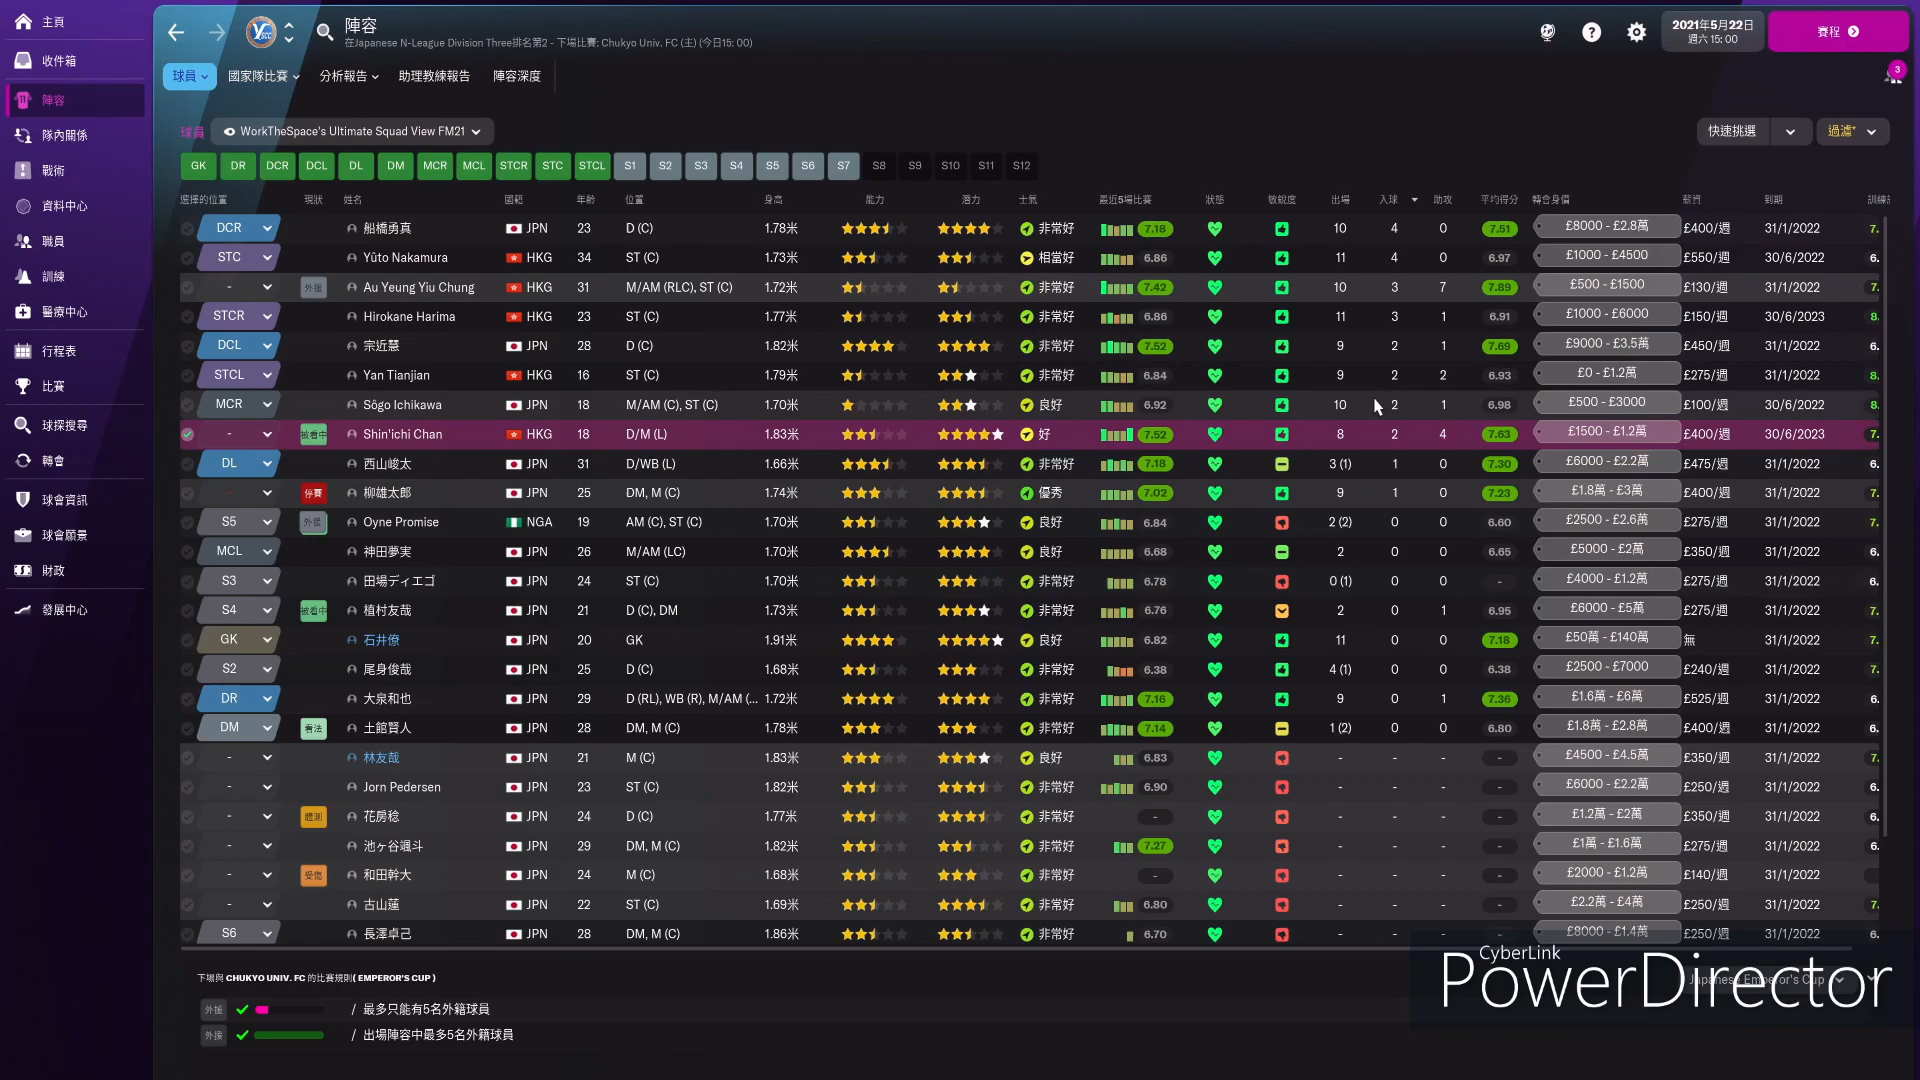 主頁
收件箱
陣容
隊內關係
戰術
資料中心
職員
訓練
醫療中心
行程表
比賽
球探搜尋
轉會
球會資訊
球會願景
財政
發展中心
陣容
在Japanese N-League Division Three排名第2 - 下場比賽: Chukyo Univ. FC (主) (今日15: 00)
2021年5月22日
週六 15: 00
賽程
3
球員 國家隊比賽 分析報告 助理教練報告 陣容深度
球員 WorkTheSpace's Ultimate Squad View FM21 快速挑選 過濾*
GK DR DCR DCL DL DM MCR MCL STCR STC STCL S1 S2 S3 S4 S5 S6 S7 S8 S9 S10 S11 S12
選擇的位置 現狀 姓名 國籍 年齡 位置 身高 能力 潛力 士氣 最近5場比賽 狀態 敏銳度 出場 入球 助攻 平均得分 轉會身價 薪資 到期
DCR 船橋勇真 JPN 23 D (C) 1.78米 非常好 7.18 10 4 0 7.51 £8000 - £2.8萬 £400/週 31/1/2022 7.
STC Yûto Nakamura HKG 34 ST (C) 1.73米 相當好 6.86 11 4 0 6.97 £1000 - £4500 £550/週 30/6/2022 6.
- 外援 Au Yeung Yiu Chung HKG 31 M/AM (RLC), ST (C) 1.72米 非常好 7.42 10 3 7 7.89 £500 - £1500 £130/週 31/1/2022 7.
STCR Hirokane Harima HKG 23 ST (C) 1.77米 非常好 6.86 11 3 1 6.91 £1000 - £6000 £150/週 30/6/2023 8.
DCL 宗近慧 JPN 28 D (C) 1.82米 非常好 7.52 9 2 1 7.69 £9000 - £3.5萬 £450/週 31/1/2022 6.
STCL Yan Tianjian HKG 16 ST (C) 1.79米 非常好 6.84 9 2 2 6.93 £0 - £1.2萬 £275/週 31/1/2022 8.
MCR Sôgo Ichikawa JPN 18 M/AM (C), ST (C) 1.70米 良好 6.92 10 2 1 6.98 £500 - £3000 £100/週 30/6/2022 8.
- 被看中 Shin'ichi Chan HKG 18 D/M (L) 1.83米 好 7.52 8 2 4 7.63 £1500 - £1.2萬 £400/週 30/6/2023 7.
DL 西山峻太 JPN 31 D/WB (L) 1.66米 非常好 7.18 3 (1) 1 0 7.30 £6000 - £2.2萬 £475/週 31/1/2022 6.
- 停賽 柳雄太郎 JPN 25 DM, M (C) 1.74米 優秀 7.02 9 1 0 7.23 £1.8萬 - £3萬 £400/週 31/1/2022 7.
S5 外援 Oyne Promise NGA 19 AM (C), ST (C) 1.70米 良好 6.84 2 (2) 0 0 6.60 £2500 - £2.6萬 £275/週 31/1/2022 7.
MCL 神田夢実 JPN 26 M/AM (LC) 1.70米 良好 6.68 2 0 0 6.65 £5000 - £2萬 £350/週 31/1/2022 6.
S3 田場ディエゴ JPN 24 ST (C) 1.70米 非常好 6.78 0 (1) 0 0 - £4000 - £1.2萬 £275/週 31/1/2022 7.
S4 被看中 植村友哉 JPN 21 D (C), DM 1.73米 非常好 6.76 2 0 1 6.95 £6000 - £5萬 £275/週 31/1/2022 7.
GK 石井僚 JPN 20 GK 1.91米 良好 6.82 11 0 0 7.18 £50萬 - £140萬 無 31/1/2022 7.
S2 尾身俊哉 JPN 25 D (C) 1.68米 非常好 6.38 4 (1) 0 0 6.38 £2500 - £7000 £240/週 31/1/2022 7.
DR 大泉和也 JPN 29 D (RL), WB (R), M/AM (... 1.72米 非常好 7.16 9 0 1 7.36 £1.6萬 - £6萬 £525/週 31/1/2022 7.
DM 看法 土館賢人 JPN 28 DM, M (C) 1.78米 非常好 7.14 1 (2) 0 0 6.80 £1.8萬 - £2.8萬 £400/週 31/1/2022 6.
- 林友哉 JPN 21 M (C) 1.83米 良好 6.83 - - - - £4500 - £4.5萬 £350/週 31/1/2022 7.
- Jorn Pedersen JPN 23 ST (C) 1.82米 非常好 6.90 - - - - £6000 - £2.2萬 £250/週 31/1/2022 6.
- 體測 花房稔 JPN 24 D (C) 1.77米 非常好 - - - - - £1.2萬 - £2萬 £350/週 31/1/2022 6.
- 池ヶ谷颯斗 JPN 29 DM, M (C) 1.82米 非常好 7.27 - - - - £1萬 - £1.6萬 £275/週 31/1/2022 6.
- 受傷 和田幹大 JPN 24 M (C) 1.68米 非常好 - - - - - £2000 - £1.2萬 £140/週 31/1/2022
- 古山蓮 JPN 22 ST (C) 1.69米 非常好 6.80 - - - - £2.2萬 - £4萬 £250/週 31/1/2022 7.
S6 長澤卓己 JPN 28 DM, M (C) 1.86米 非常好 6.70 - - - - £8000 - £1.4萬 £250/週 31/1/2022 6.
下場與 CHUKYO UNIV. FC 的比賽規則( EMPEROR'S CUP )
Japanese Emperor's Cup
外援 / 最多只能有5名外籍球員
外援 / 出場陣容中最多5名外籍球員
CyberLink
PowerDirector